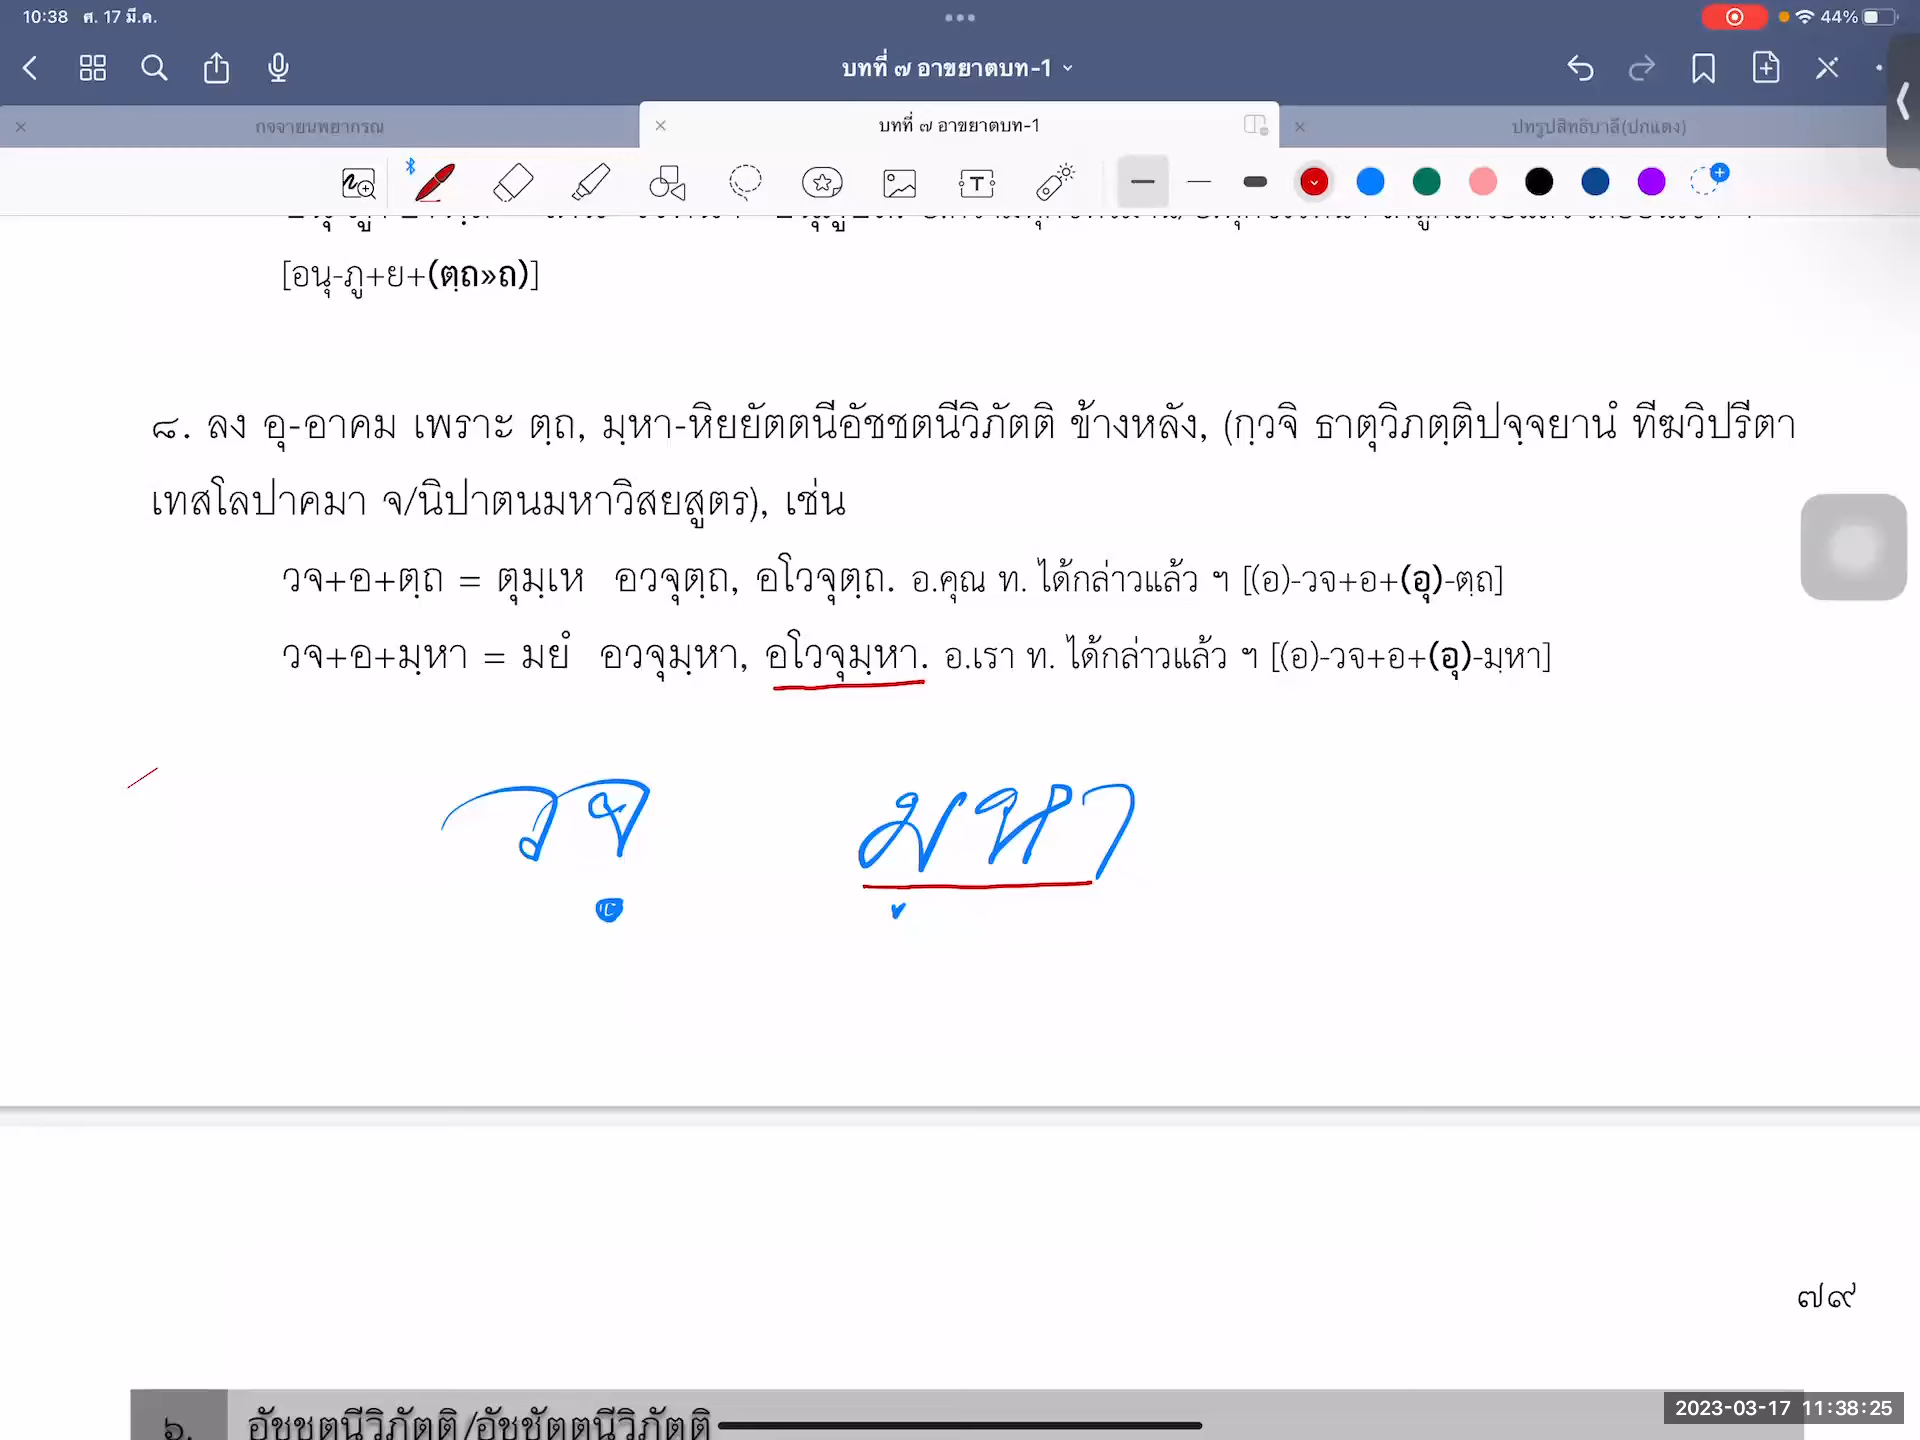 10:38 ศ. 17 มี.ค.
44%
บทที่ ๗ อาขยาตบท-1
กจจายนพยากรณ
บทที่ ๗ อาขยาตบท-1
ปทรูปสิทธิบาลี(ปกแดง)
[อนุ-ภู+ย+(ตฺถ»ถ)]
๘. ลง อุ-อาคม เพราะ ตฺถ, มฺหา-หิยยัตตนีอัชชตนีวิภัตติ ข้างหลัง, (กฺวจิ ธาตุวิภตฺติปจฺจยานํ ทีฆวิปรีตา
เทสโลปาคมา จ/นิปาตนมหาวิสยสูตร), เช่น
วจ+อ+ตฺถ = ตุมฺเห อวจุตฺถ, อโวจุตฺถ. อ.คุณ ท. ได้กล่าวแล้ว ฯ [(อ)-วจ+อ+(อุ)-ตฺถ]
วจ+อ+มฺหา = มยํ อวจุมฺหา, อโวจุมฺหา. อ.เรา ท. ได้กล่าวแล้ว ฯ [(อ)-วจ+อ+(อุ)-มฺหา]
วจ มหา
๗๙
๖. อัชชตนีวิภัตติ/อัชชัตตนีวิภัตติ
2023-03-17 11:38:25